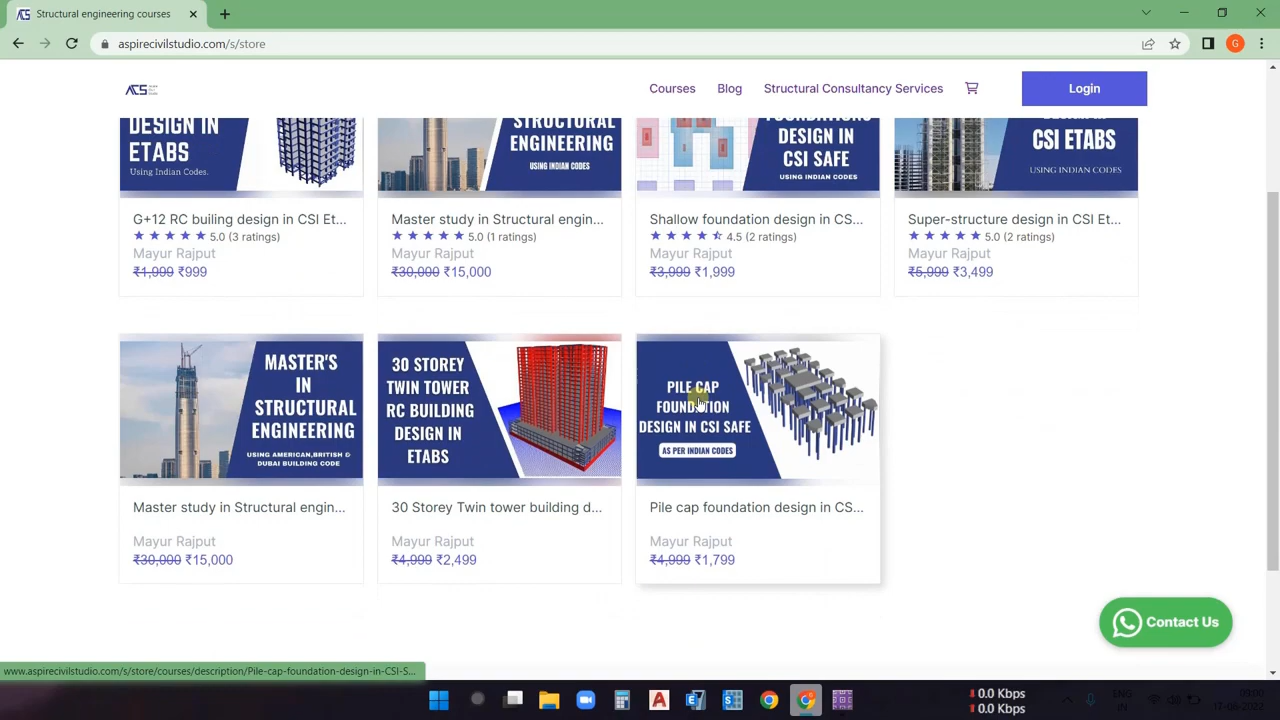 Structural engineering courses
aspirecivilstudio.com/s/store
G
ACS
Courses
Blog
Structural Consultancy Services
Login
DESIGN IN
ETABS
Using Indian Codes.
STRUCTURAL
ENGINEERING
USING INDIAN CODES
FOUNDATIONS
DESIGN IN
CSI SAFE
USING INDIAN CODES
CSI ETABS
USING INDIAN CODES
G+12 RC builing design in CSI Et...
5.0 (3 ratings)
Mayur Rajput
₹1,999 ₹999
Master study in Structural engin...
5.0 (1 ratings)
Mayur Rajput
₹30,000 ₹15,000
Shallow foundation design in CS...
4.5 (2 ratings)
Mayur Rajput
₹3,999 ₹1,999
Super-structure design in CSI Et...
5.0 (2 ratings)
Mayur Rajput
₹5,999 ₹3,499
MASTER'S
IN
STRUCTURAL
ENGINEERING
USING AMERICAN,BRITISH &
DUBAI BUILDING CODE
30 STOREY
TWIN TOWER
RC BUILDING
DESIGN IN
ETABS
PILE CAP
FOUNDATION
DESIGN IN CSI SAFE
AS PER INDIAN CODES
Master study in Structural engin...
Mayur Rajput
₹30,000 ₹15,000
30 Storey Twin tower building d...
Mayur Rajput
₹4,999 ₹2,499
Pile cap foundation design in CS...
Mayur Rajput
₹4,999 ₹1,799
Contact Us
www.aspirecivilstudio.com/s/store/courses/description/Pile-cap-foundation-design-in-CSI-S...
0.0 Kbps
0.0 Kbps
ENG
IN
09:00
17-06-2022